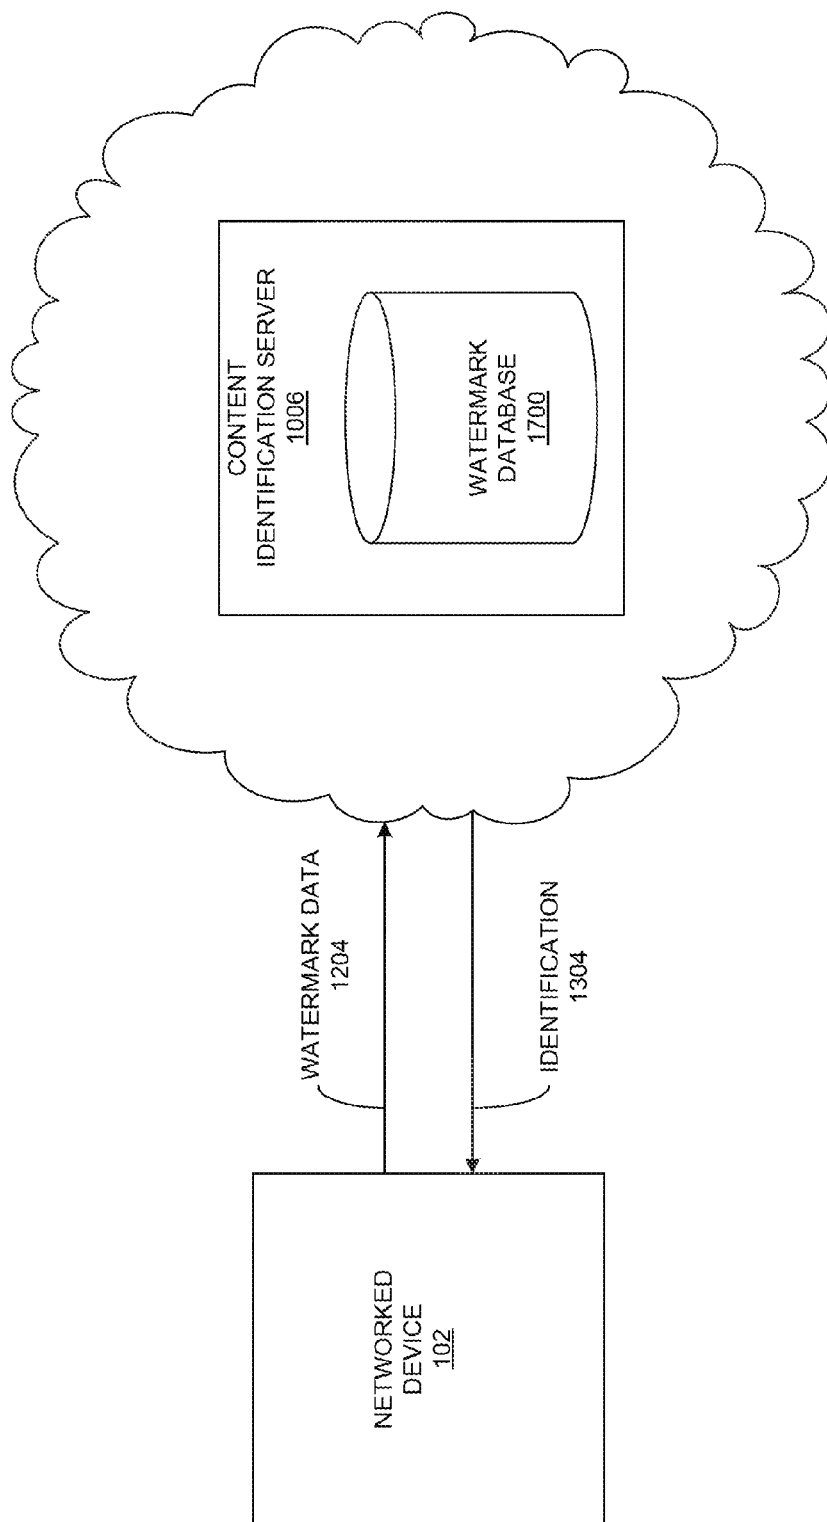 NETWORKED
DEVICE
102
WATERMARK DATA
1204
IDENTIFICATION
1304
CONTENT
IDENTIFICATION SERVER
1006
WATERMARK
DATABASE
1700